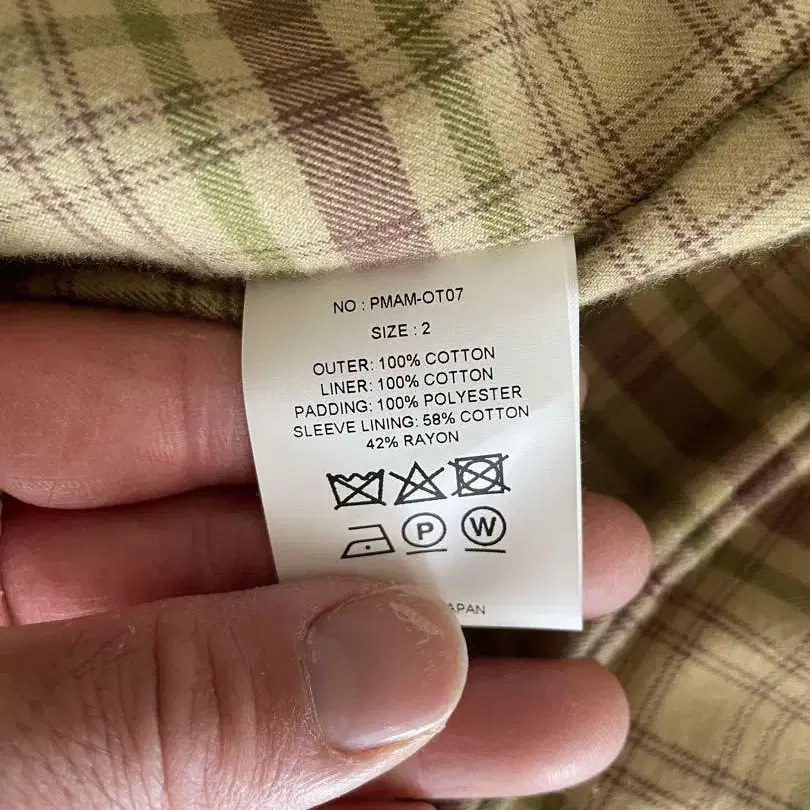 NO : PMAM-OT07
SIZE : 2
OUTER: 100% COTTON
LINER: 100% COTTON
PADDING: 100% POLYESTER
SLEEVE LINING: 58% COTTON
42% RAYON
P W